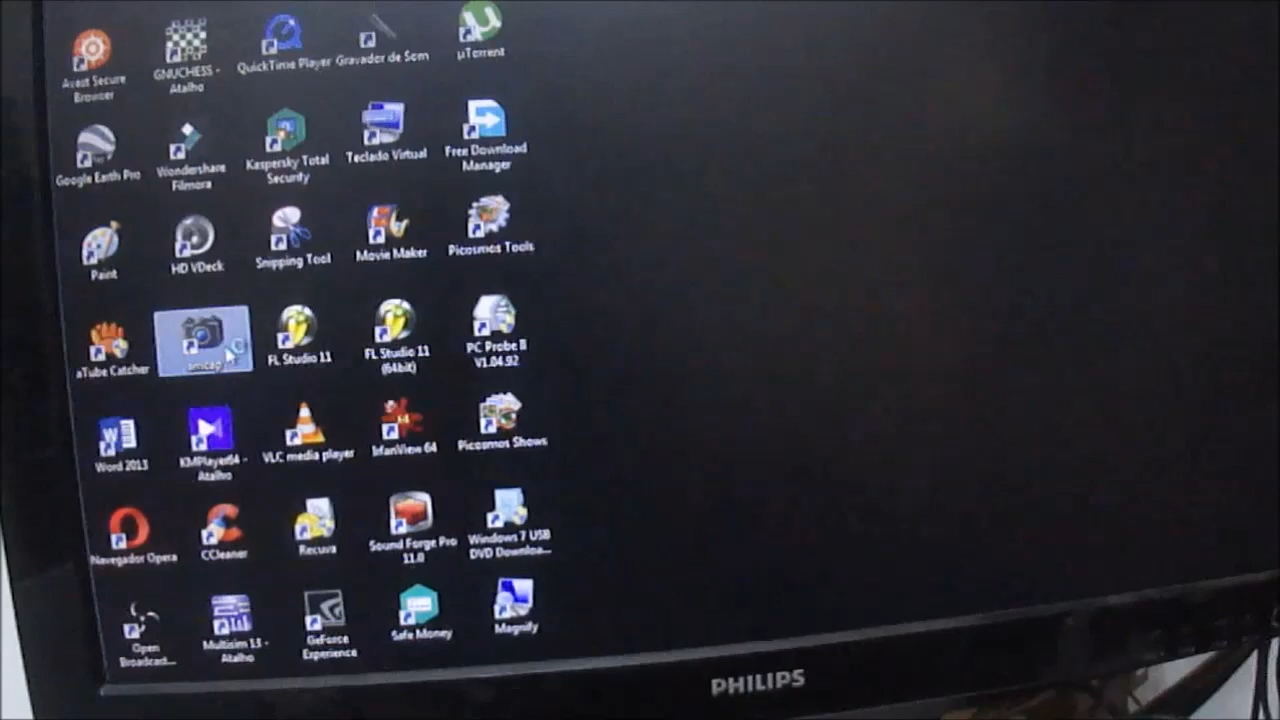 Avast Secure
Browser
GNUCHESS -
Atalho
QuickTime Player
Gravador de Som
µTorrent
Google Earth Pro
Wondershare
Filmora
Kaspersky Total
Security
Teclado Virtual
Free Download
Manager
Paint
HD VDeck
Snipping Tool
Movie Maker
Picosmos Tools
aTube Catcher
amcap
FL Studio 11
FL Studio 11
(64bit)
PC Probe II
V1.04.92
Word 2013
KMPlayer64 -
Atalho
VLC media player
IrfanView 64
Picosmos Shows
Navegador Opera
CCleaner
Recuva
Sound Forge Pro
11.0
Windows 7 USB
DVD Downloa...
Open
Broadcast...
Multisim 13 -
Atalho
GeForce
Experience
Safe Money
Magnify
PHILIPS